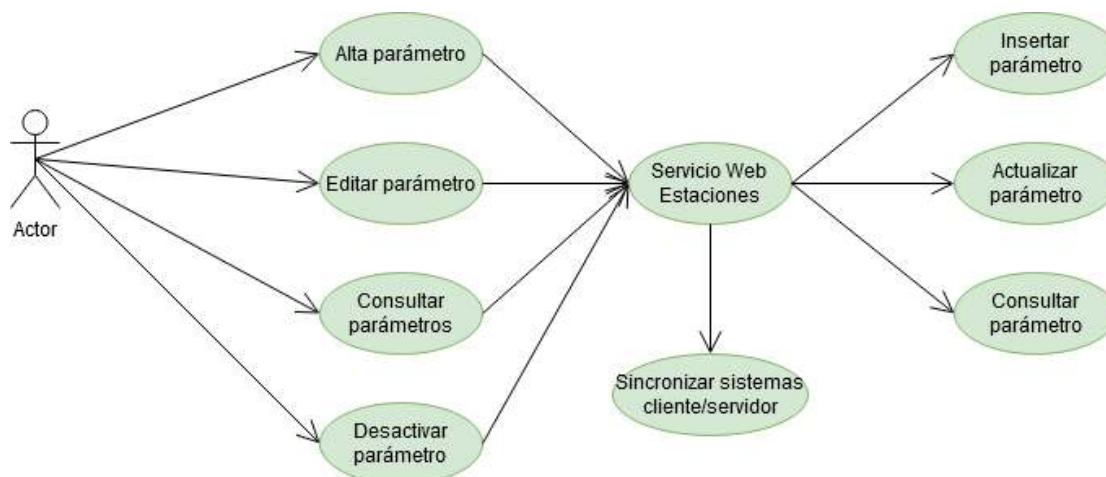 Actor
Alta parámetro
Editar parámetro
Consultar
parámetros
Desactivar
parámetro
Servicio Web
Estaciones
Sincronizar sistemas
cliente/servidor
Insertar
parámetro
Actualizar
parámetro
Consultar
parámetro